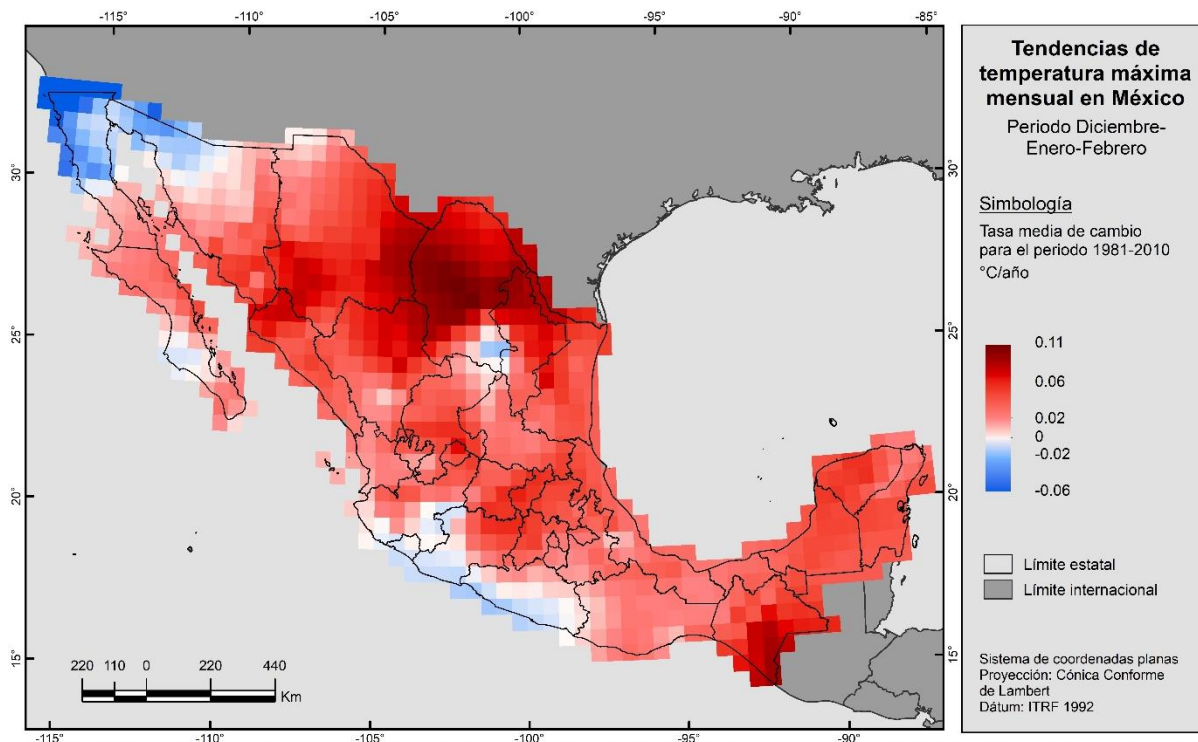 -115°
-110°
-105°
-100°
-95°
-90°
-85°
30°
25°
20°
15°
30°
25°
20°
15°
220 110 0 220 440
Km
-115°
-110°
-105°
-100°
-95°
-90°
Tendencias de
temperatura máxima
mensual en México
Periodo Diciembre-
Enero-Febrero
Simbología
Tasa media de cambio
para el periodo 1981-2010
°C/año
0.11
0.06
0.02
0
-0.02
-0.06
Límite estatal
Límite internacional
Sistema de coordenadas planas
Proyección: Cónica Conforme
de Lambert
Dátum: ITRF 1992